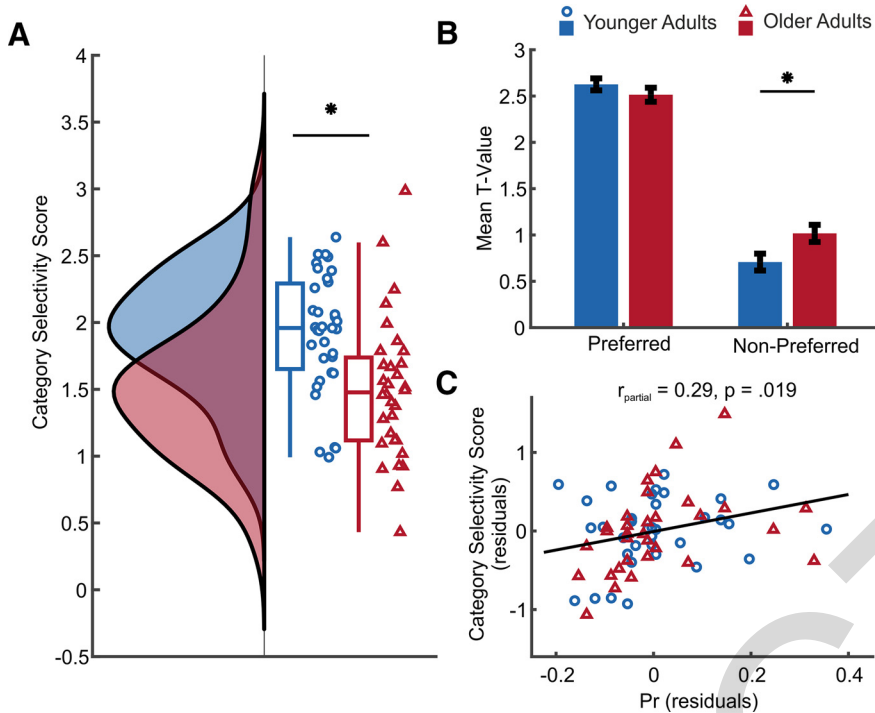 A
Category Selectivity Score
4
3.5
3
2.5
2
1.5
1
0.5
0
-0.5
*
B
Younger Adults
Older Adults
Mean T-Value
3
2.5
2
1.5
1
0.5
0
*
Preferred
Non-Preferred
C
r partial = 0.29, p = .019
Category Selectivity Score
(residuals)
1
0
-1
-0.2
0
0.2
0.4
Pr (residuals)